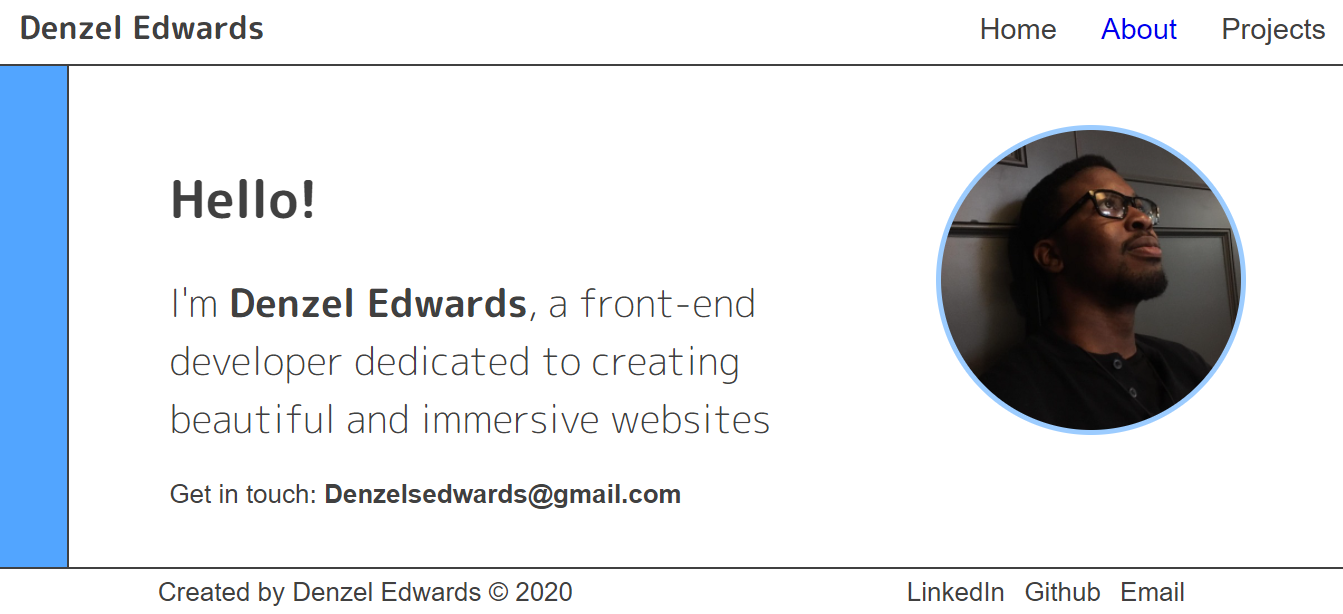 Denzel Edwards
Home About Projects
Hello!
I'm Denzel Edwards, a front-end
developer dedicated to creating
beautiful and immersive websites
Get in touch: Denzelsedwards@gmail.com
Created by Denzel Edwards © 2020
LinkedIn Github Email